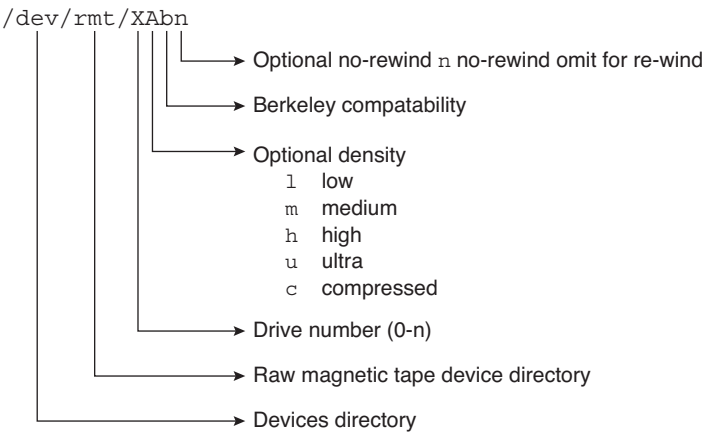 /dev/rmt/XAbn
Optional no-rewind n no-rewind omit for re-wind
Berkeley compatability
Optional density
l low
m medium
h high
u ultra
c compressed
Drive number (0-n)
Raw magnetic tape device directory
Devices directory